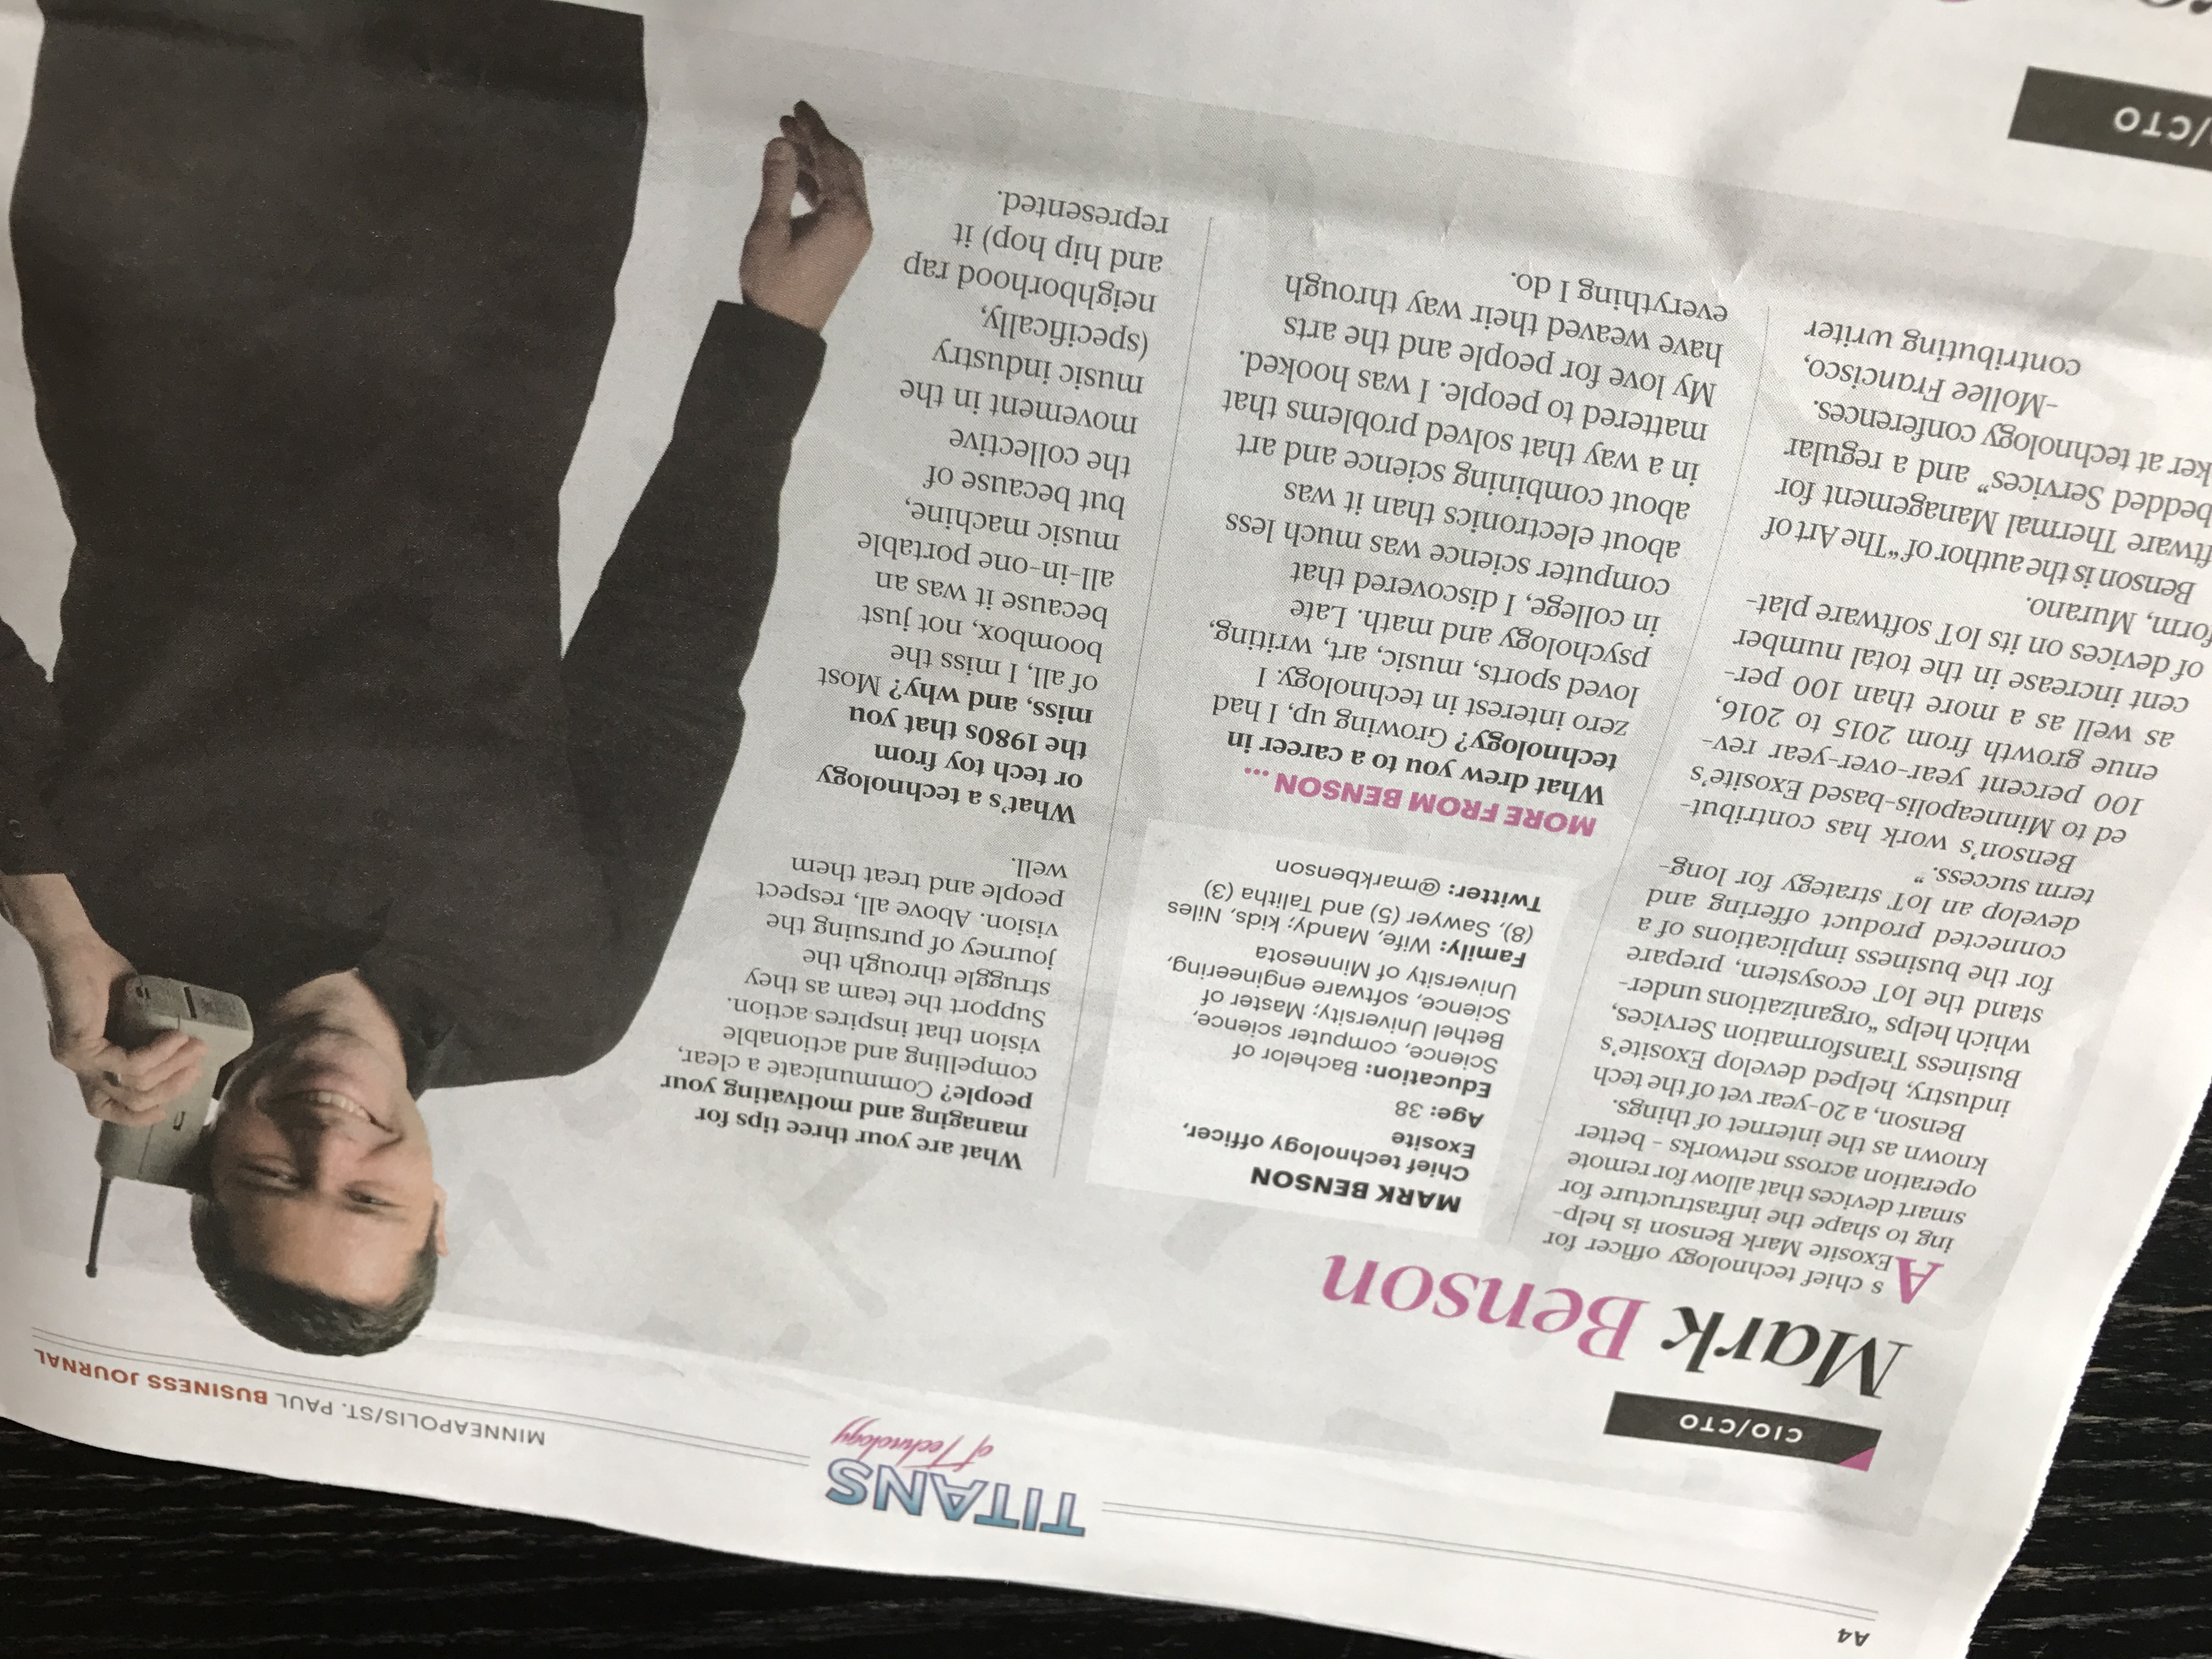 A4
TITANS
of Technology
MINNEAPOLIS/ST. PAUL BUSINESS JOURNAL
CIO/CTO
Mark Benson
As chief technology officer for
Exosite Mark Benson is help-
ing to shape the infrastructure for
smart devices that allow for remote
operation across networks – better
known as the internet of things.
Benson, a 20-year vet of the tech
industry, helped develop Exosite's
Business Transformation Services,
which helps “organizations under-
stand the IoT ecosystem, prepare
for the business implications of a
connected product offering and
develop an IoT strategy for long-
term success.”
Benson's work has contribut-
ed to Minneapolis-based Exosite's
100 percent year-over-year rev-
enue growth from 2015 to 2016,
as well as a more than 100 per-
cent increase in the total number
of devices on its IoT software plat-
form, Murano.
Benson is the author of “The Art of
ftware Thermal Management for
bedded Services” and a regular
ker at technology conferences.
–Mollee Francisco,
contributing writer
MARK BENSON
Chief technology officer,
Exosite
Age: 38
Education: Bachelor of
Science, computer science,
Bethel University; Master of
Science, software engineering,
University of Minnesota
Family: Wife, Mandy; kids, Niles
(8), Sawyer (5) and Talitha (3)
Twitter: @markbenson
MORE FROM BENSON ...
What drew you to a career in
technology? Growing up, I had
zero interest in technology. I
loved sports, music, art, writing,
psychology and math. Late
in college, I discovered that
computer science was much less
about electronics than it was
about combining science and art
in a way that solved problems that
mattered to people. I was hooked.
My love for people and the arts
have weaved their way through
everything I do.
What are your three tips for
managing and motivating your
people? Communicate a clear,
compelling and actionable
vision that inspires action.
Support the team as they
struggle through the
journey of pursuing the
vision. Above all, respect
people and treat them
well.
What's a technology
or tech toy from
the 1980s that you
miss, and why? Most
of all, I miss the
boombox, not just
because it was an
all-in-one portable
music machine,
but because of
the collective
movement in the
music industry
(specifically,
neighborhood rap
and hip hop) it
represented.
/CTO